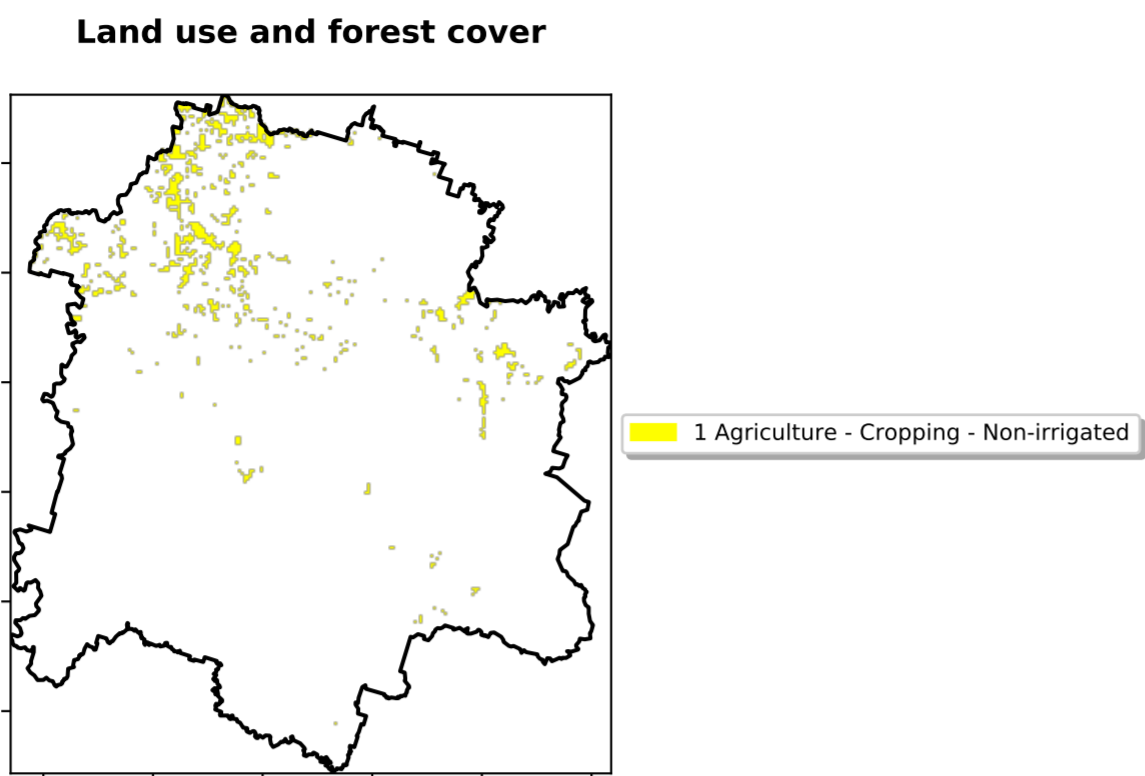 Land use and forest cover
1 Agriculture - Cropping - Non-irrigated